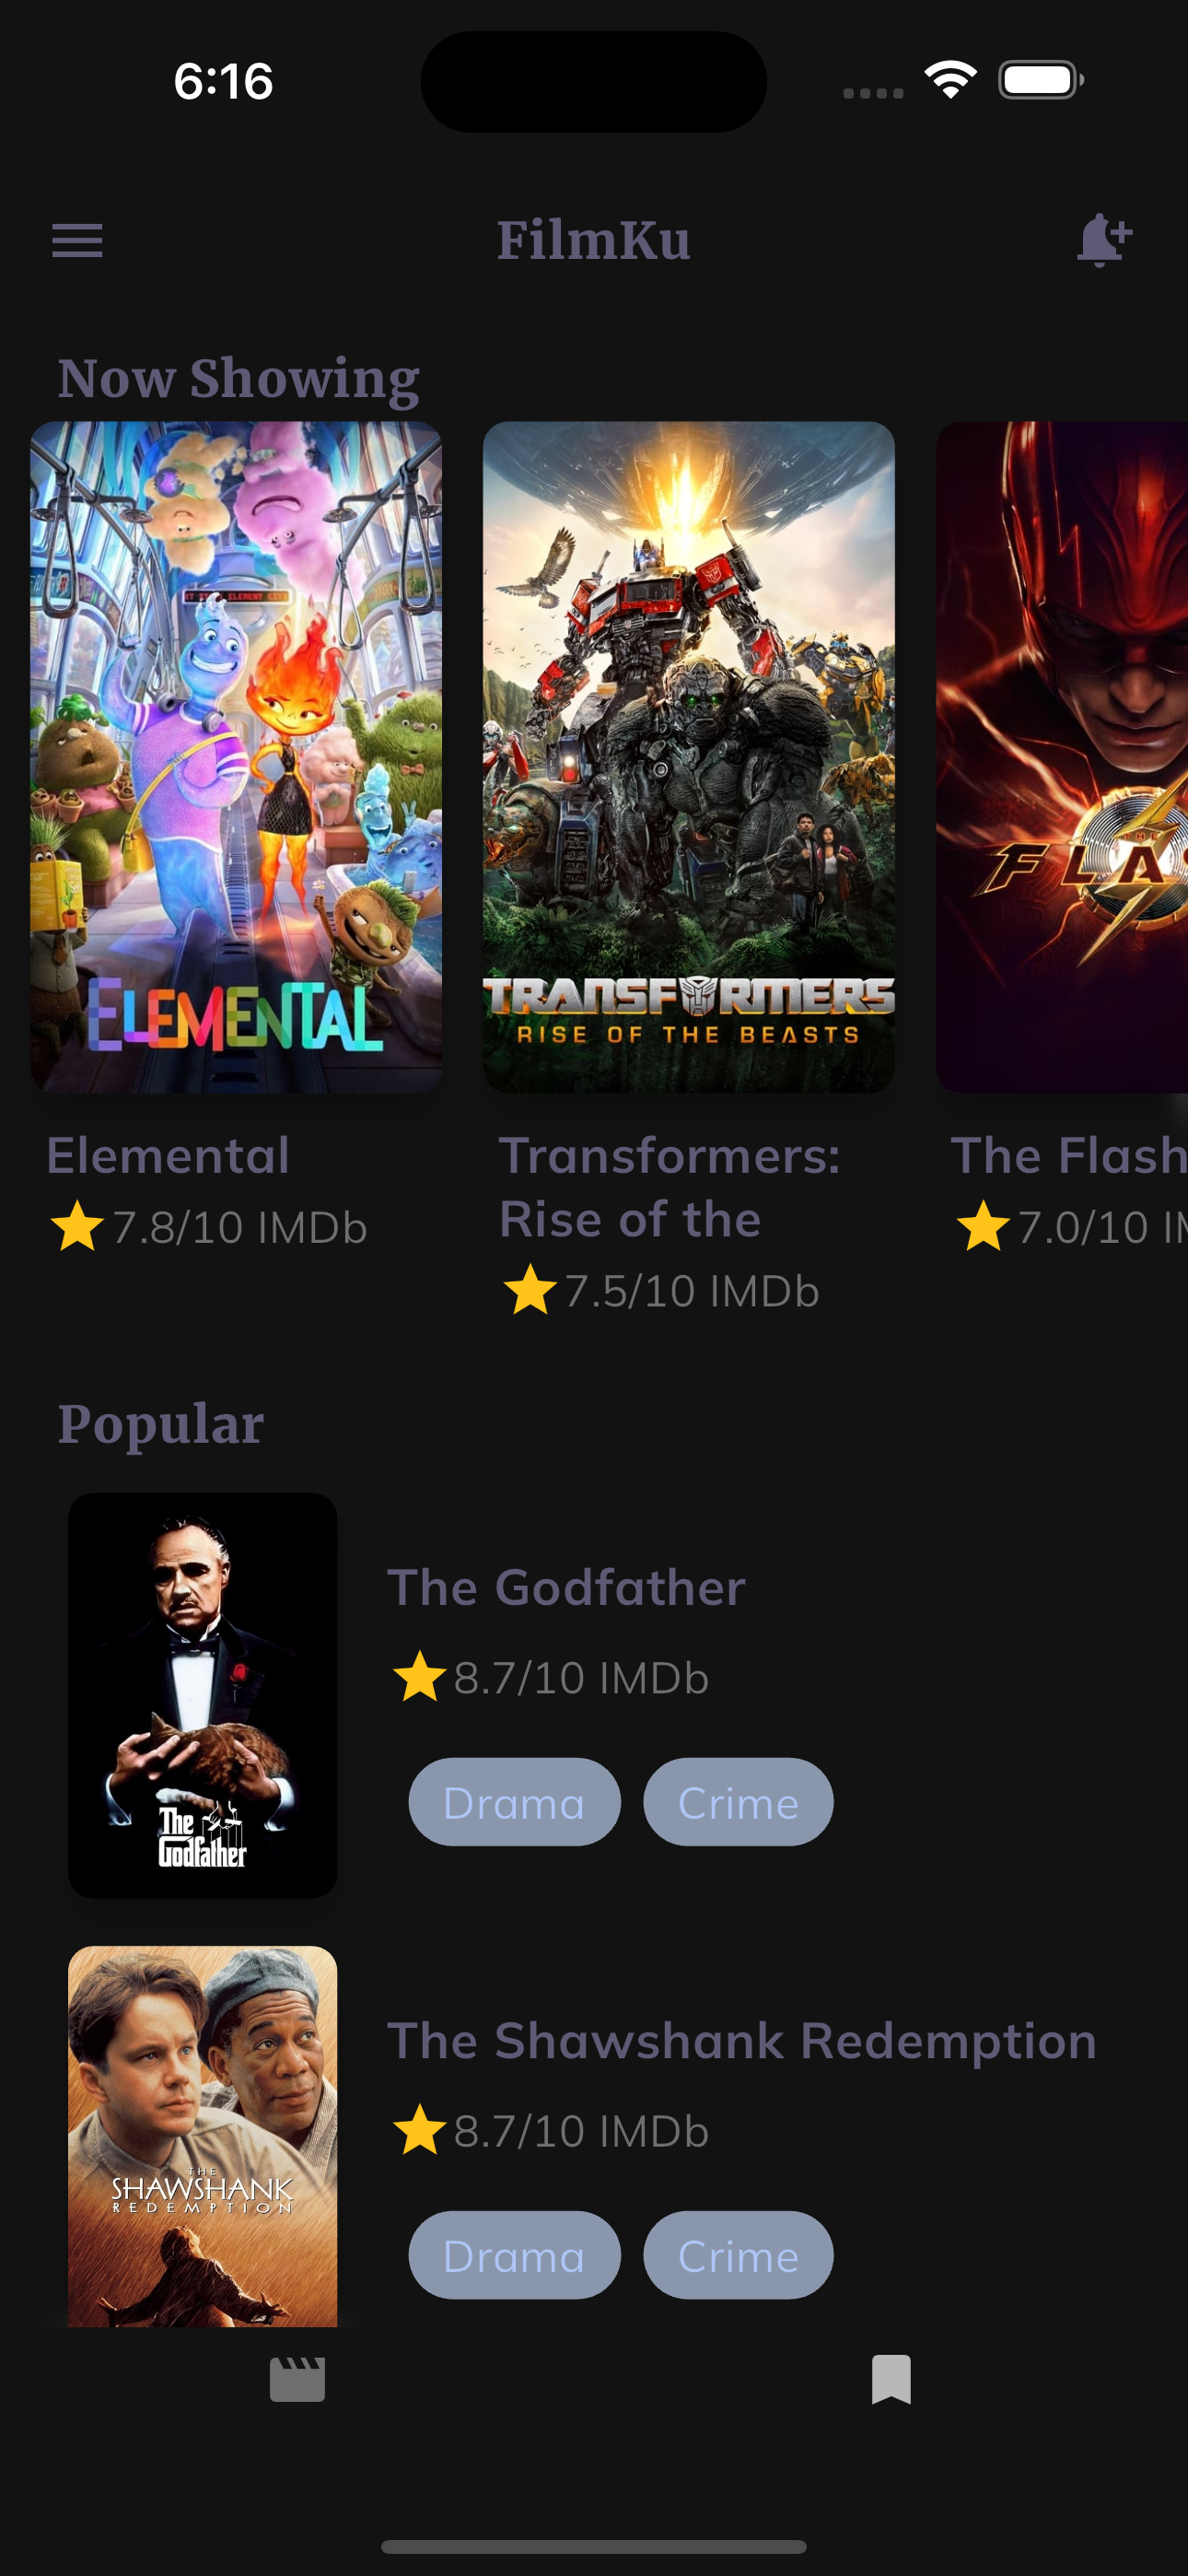 6:16
FilmKu
Now Showing
ELEMENTAL
TRANSFORMERS
RISE OF THE BEASTS
THE
Elemental
7.8/10 IMDb
Transformers:
Rise of the
7.5/10 IMDb
The Flash
7.0/10
Popular
The
Godfather
The Godfather
8.7/10 IMDb
Drama
Crime
THE
SHAWSHANK
REDEMPTION
The Shawshank Redemption
8.7/10 IMDb
Drama
Crime